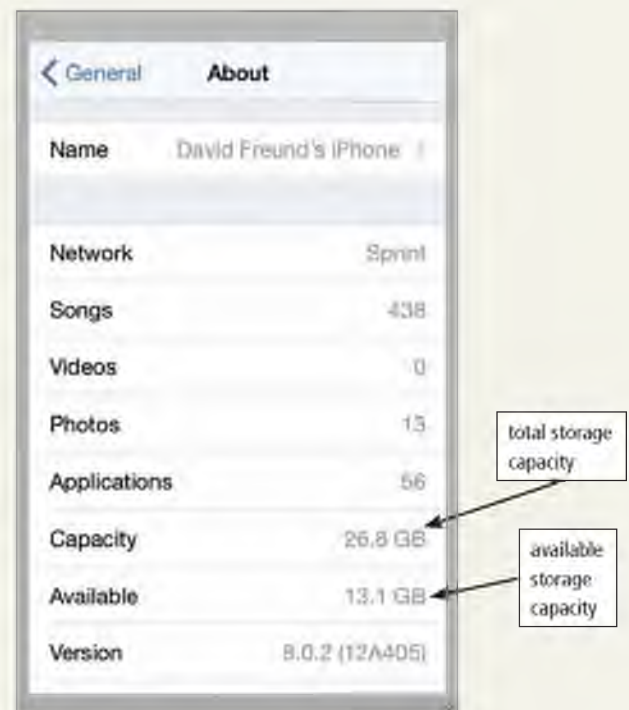 General About
Name David Freund's iPhone
Network Sprint
Songs 438
Videos 0
Photos 13
Applications 56
Capacity 26.8 GB
Available 13.1 GB
Version 8.0.2 (12A405)
total storage
capacity
available
storage
capacity